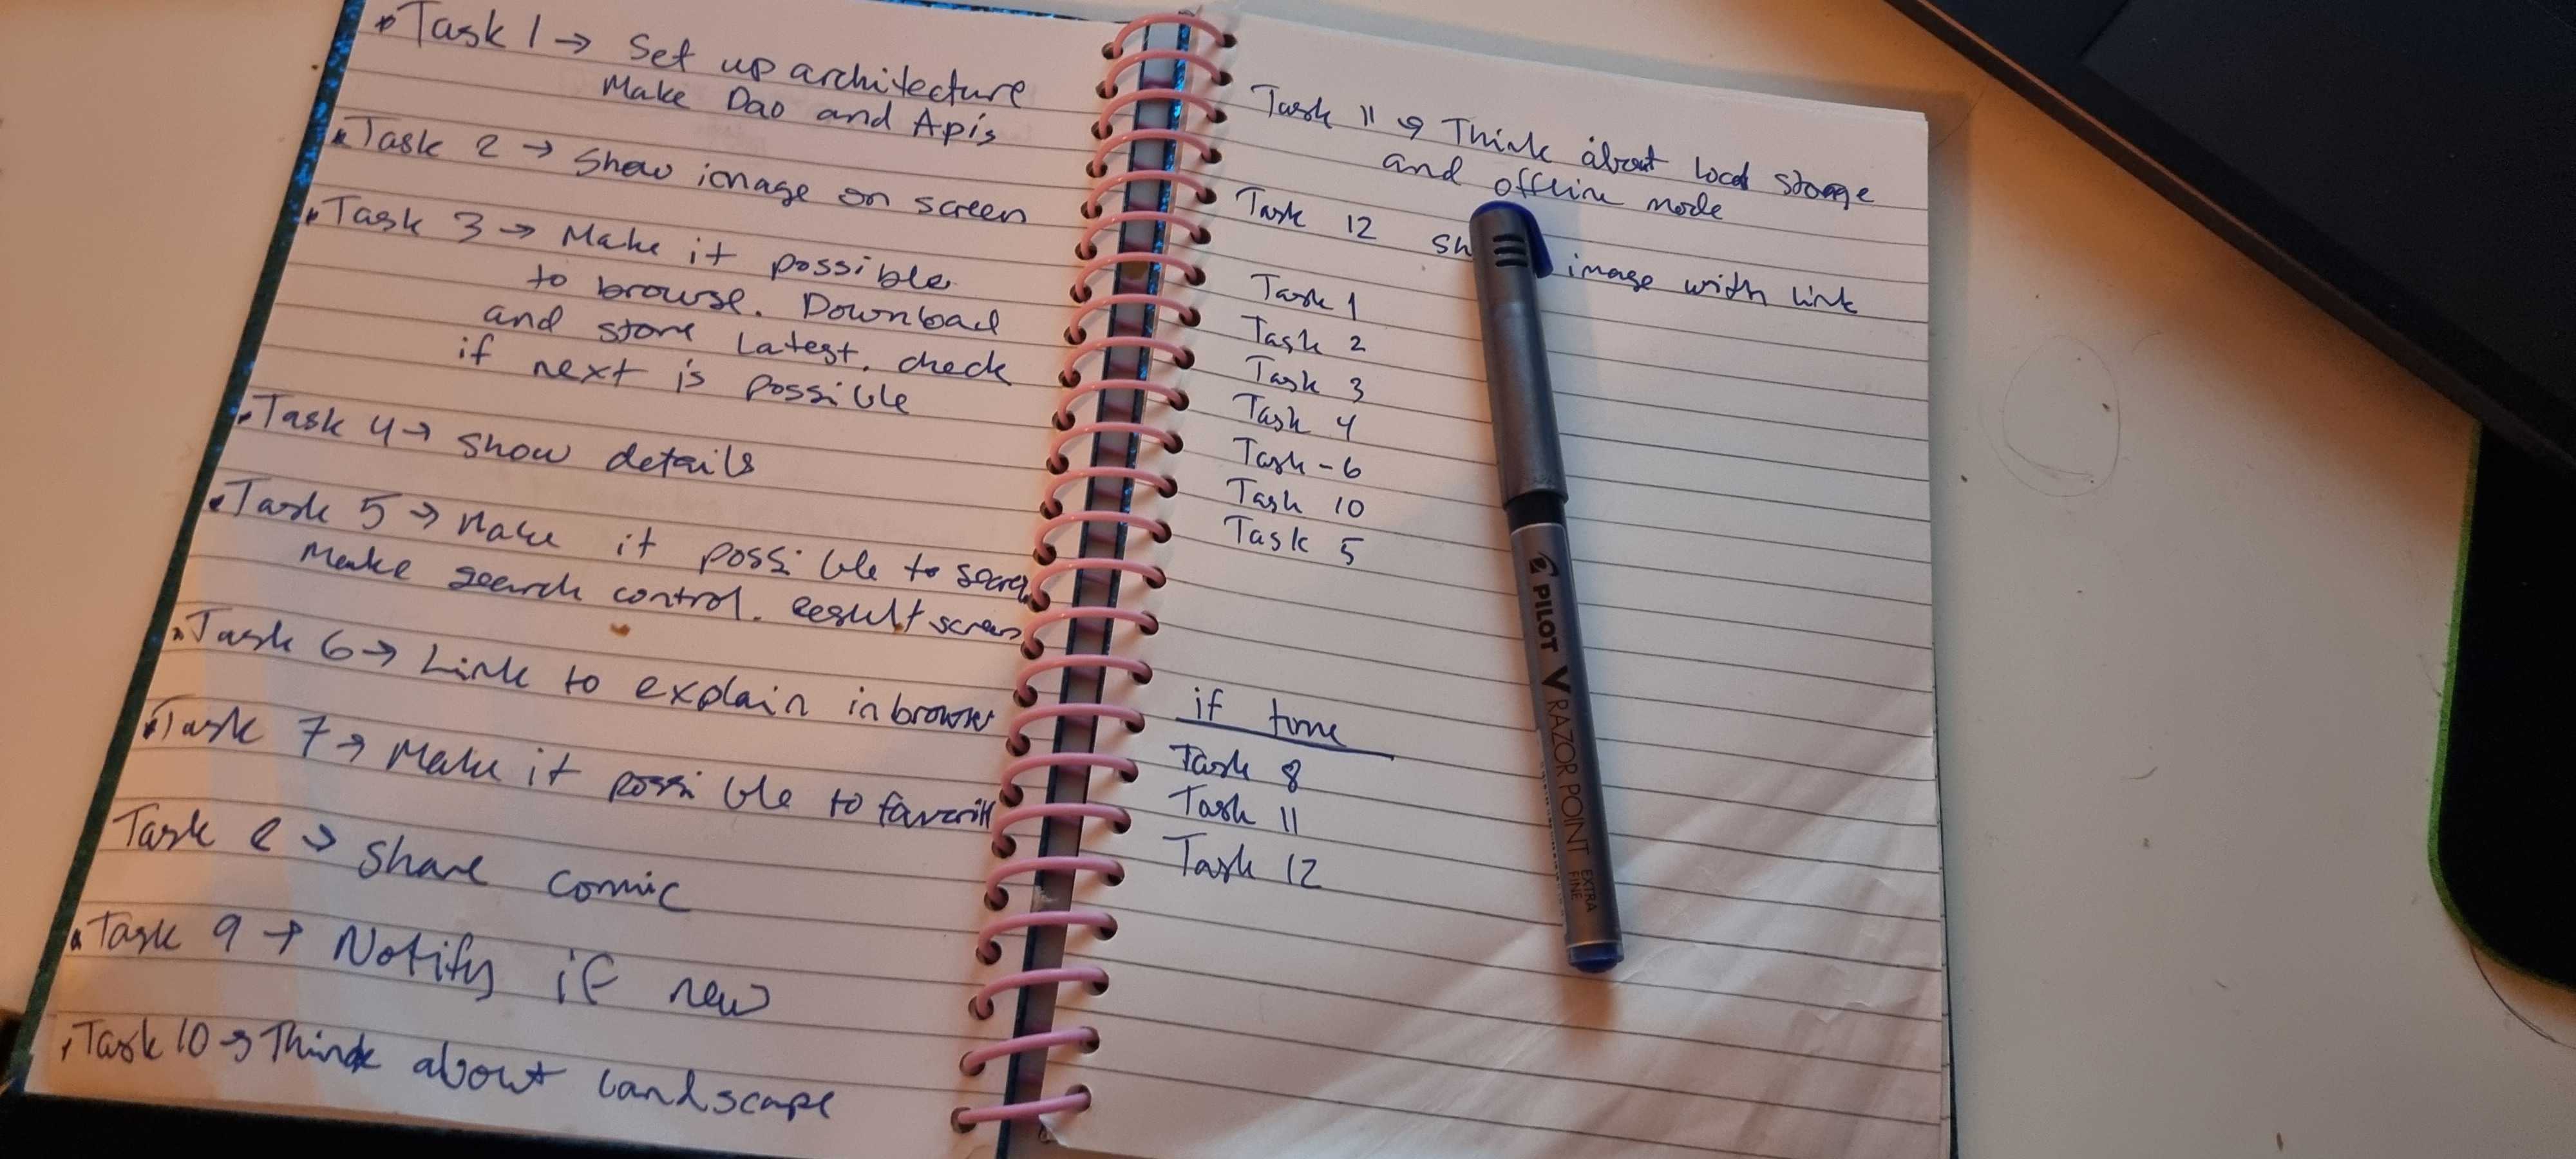 Task 1 → Set up architecture
Make Dao and Apis
Task 2 → Show image on screen
Task 3 → Make it possible
to browse. Download
and store latest. check
if next is possible
Task 4 → show details
Task 5 → Make it possible to
Make search control. Result screen
Task 6 → Link to explain in browser
Task 7 → Make it possible to
Task 8 → Share comic
Task 9 → Notify if new
Task 10 → Think about landscape
Task 11 → Think about local storage
and offline mode
Task 12 image with link
Task 1
Task 2
Task 3
Task 4
Task - 6
Task 10
Task 5
if time
Task 8
Task 11
Task 12
PILOT V RAZOR POINT EXTRA
FINE